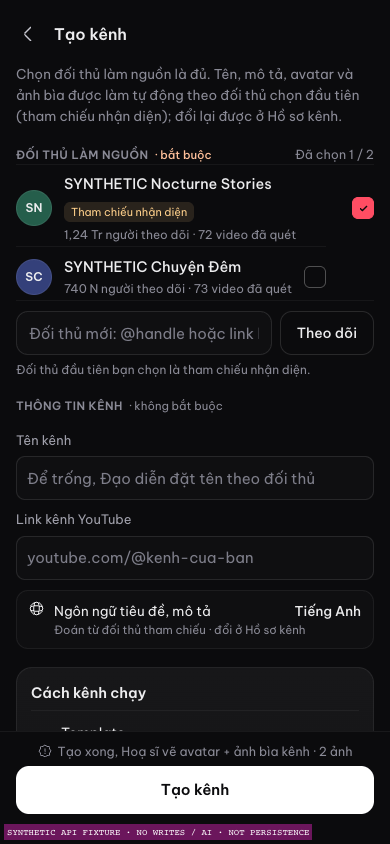 Tạo kênh
Chọn đối thủ làm nguồn là đủ. Tên, mô tả, avatar và
ảnh bìa được làm tự động theo đối thủ chọn đầu tiên
(tham chiếu nhận diện); đổi lại được ở Hồ sơ kênh.
ĐỐI THỦ LÀM NGUỒN · bắt buộc Đã chọn 1 / 2
SYNTHETIC Nocturne Stories
SN
Tham chiếu nhận diện
1,24 Tr người theo dõi · 72 video đã quét
SYNTHETIC Chuyện Đêm
SC
740 N người theo dõi · 73 video đã quét
Đối thủ mới: @handle hoặc link Theo dõi
Đối thủ đầu tiên bạn chọn là tham chiếu nhận diện.
THÔNG TIN KÊNH · không bắt buộc
Tên kênh
Để trống, Đạo diễn đặt tên theo đối thủ
Link kênh YouTube
youtube.com/@kenh-cua-ban
Ngôn ngữ tiêu đề, mô tả Tiếng Anh
Đoán từ đối thủ tham chiếu · đổi ở Hồ sơ kênh
Cách kênh chạy
Template
Tạo xong, Hoạ sĩ vẽ avatar + ảnh bìa kênh · 2 ảnh
Tạo kênh
SYNTHETIC API FIXTURE · NO WRITES / AI · NOT PERSISTENCE